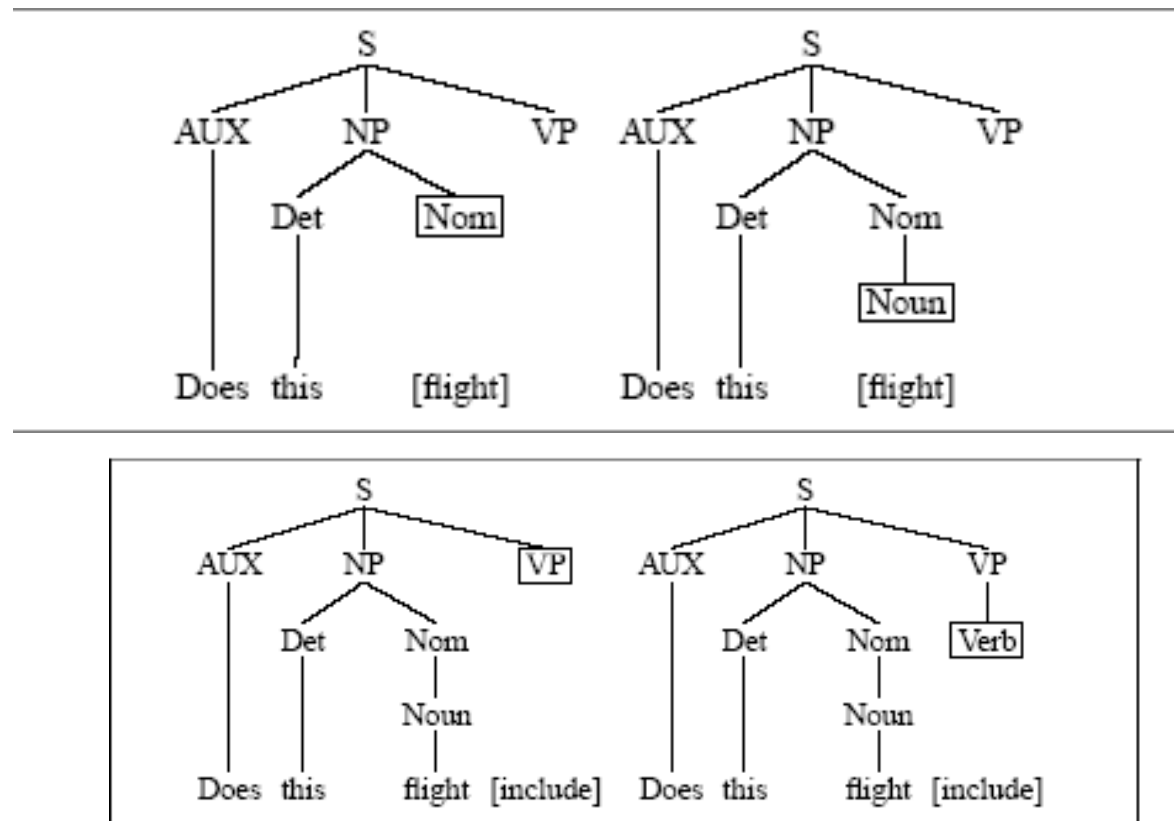 S S
AUX NP VP AUX NP VP
Det Nom Det Nom
Noun
Does this [flight] Does this [flight]
S S
AUX NP VP AUX NP VP
Det Nom Det Nom Verb
Noun Noun
Does this flight [include] Does this flight [include]